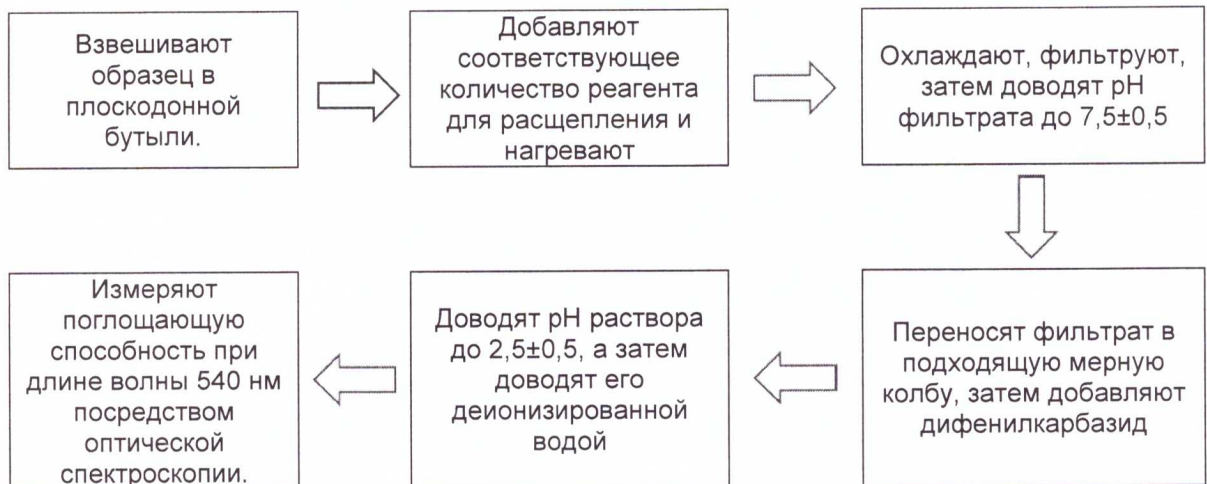 Взвешивают
образец в
плоскодонной
бутыли.
Добавляют
соответствующее
количество реагента
для расщепления и
нагревают
Охлаждают, фильтруют,
затем доводят pH
фильтрата до 7,5±0,5
Переносят фильтрат в
подходящую мерную
колбу, затем добавляют
дифенилкарбазид
Доводят pH раствора
до 2,5±0,5, а затем
доводят его
деионизированной
водой
Измеряют
поглощающую
способность при
длине волны 540 нм
посредством
оптической
спектроскопии.